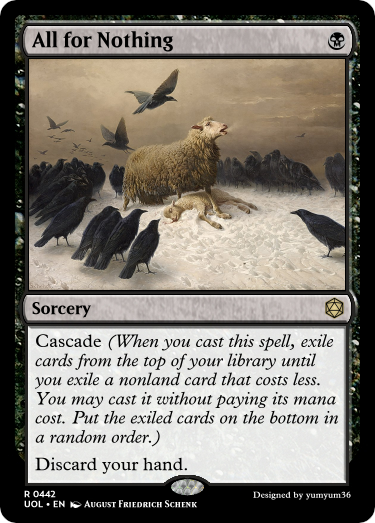 All for Nothing
Sorcery
Cascade (When you cast this spell, exile
cards from the top of your library until
you exile a nonland card that costs less.
You may cast it without paying its mana
cost. Put the exiled cards on the bottom in
a random order.)
Discard your hand.
R 0442
UOL • EN August Friedrich Schenk
Designed by yumyum36